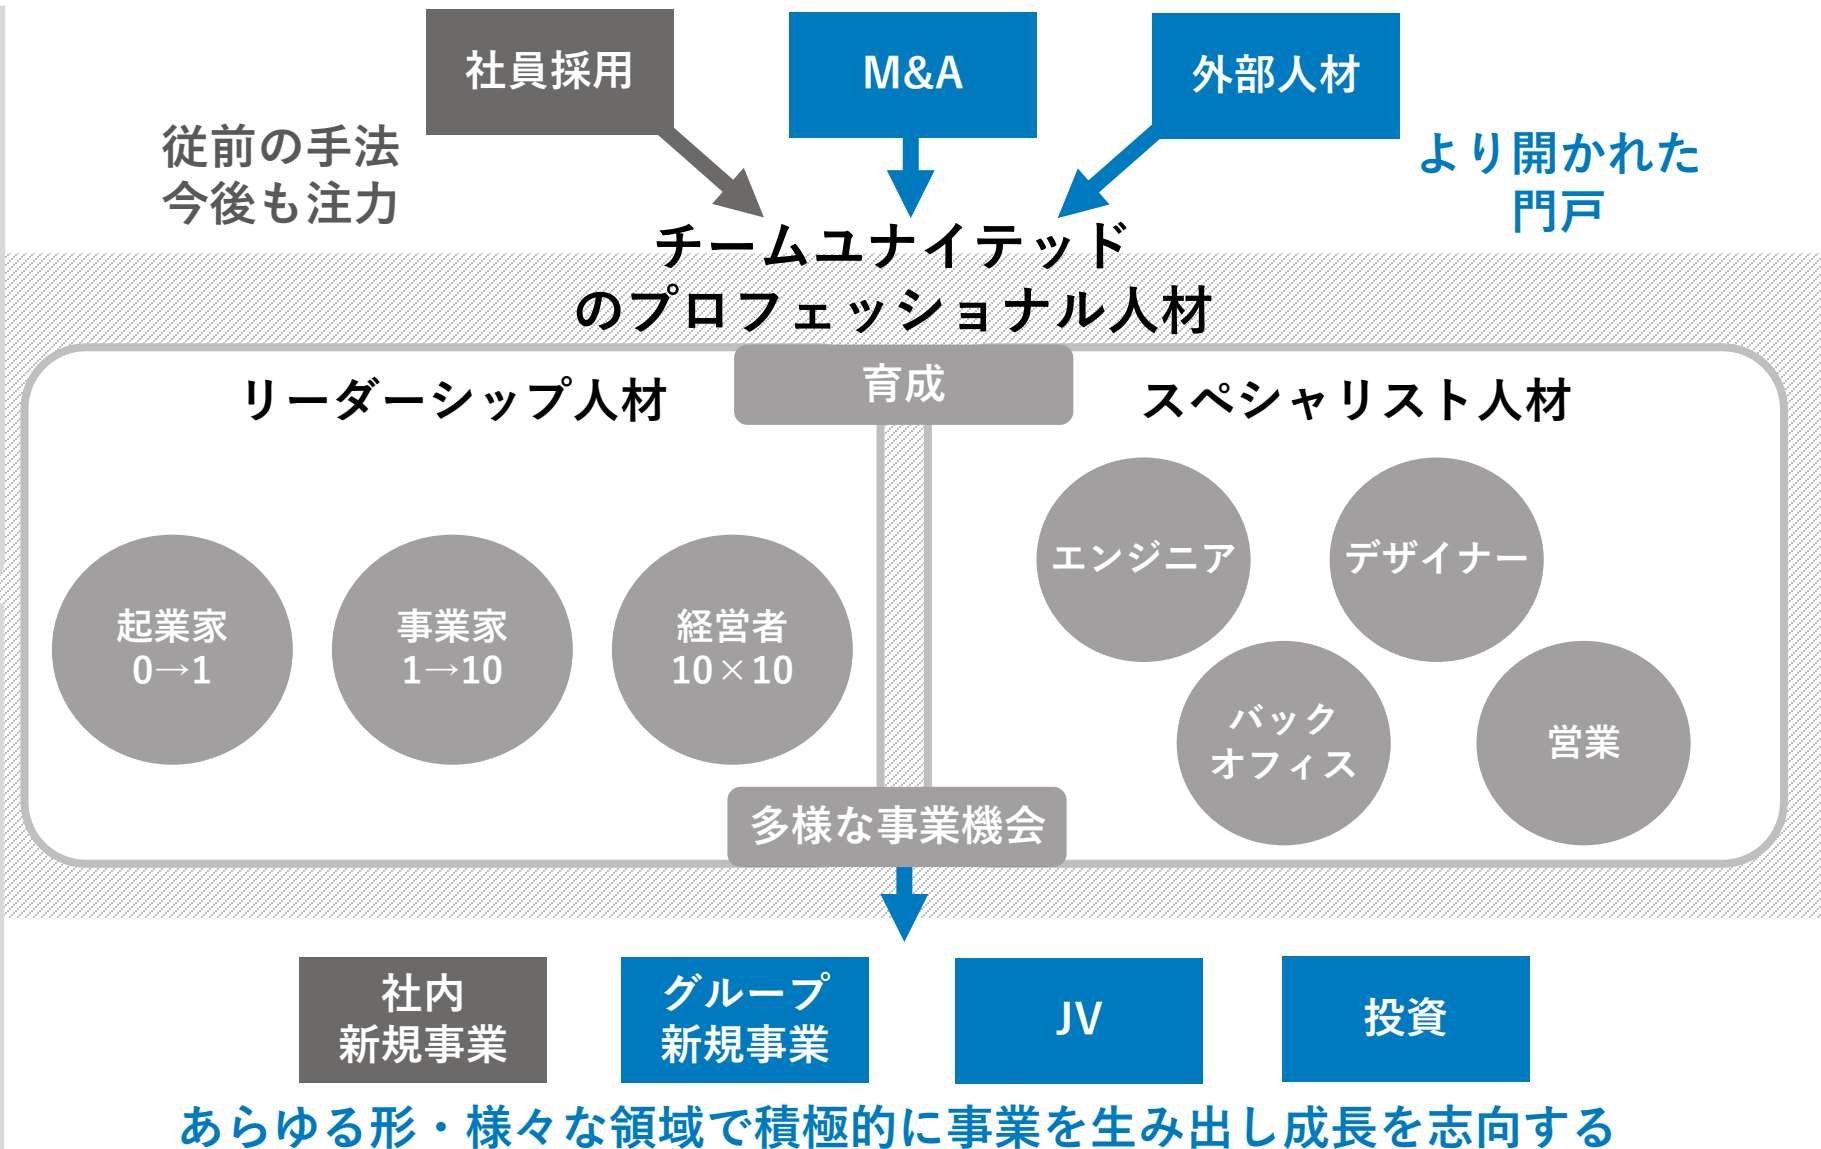 社員採用
M&A
外部人材
従前の手法
今後も注力
より開かれた
門戸
チームユナイテッド
のプロフェッショナル人材
育成
リーダーシップ人材
スペシャリスト人材
起業家
0→1
事業家
1→10
経営者
10×10
エンジニア
デザイナー
バック
オフィス
営業
多様な事業機会
社内
新規事業
グループ
新規事業
JV
投資
あらゆる形・様々な領域で積極的に事業を生み出し成長を志向する